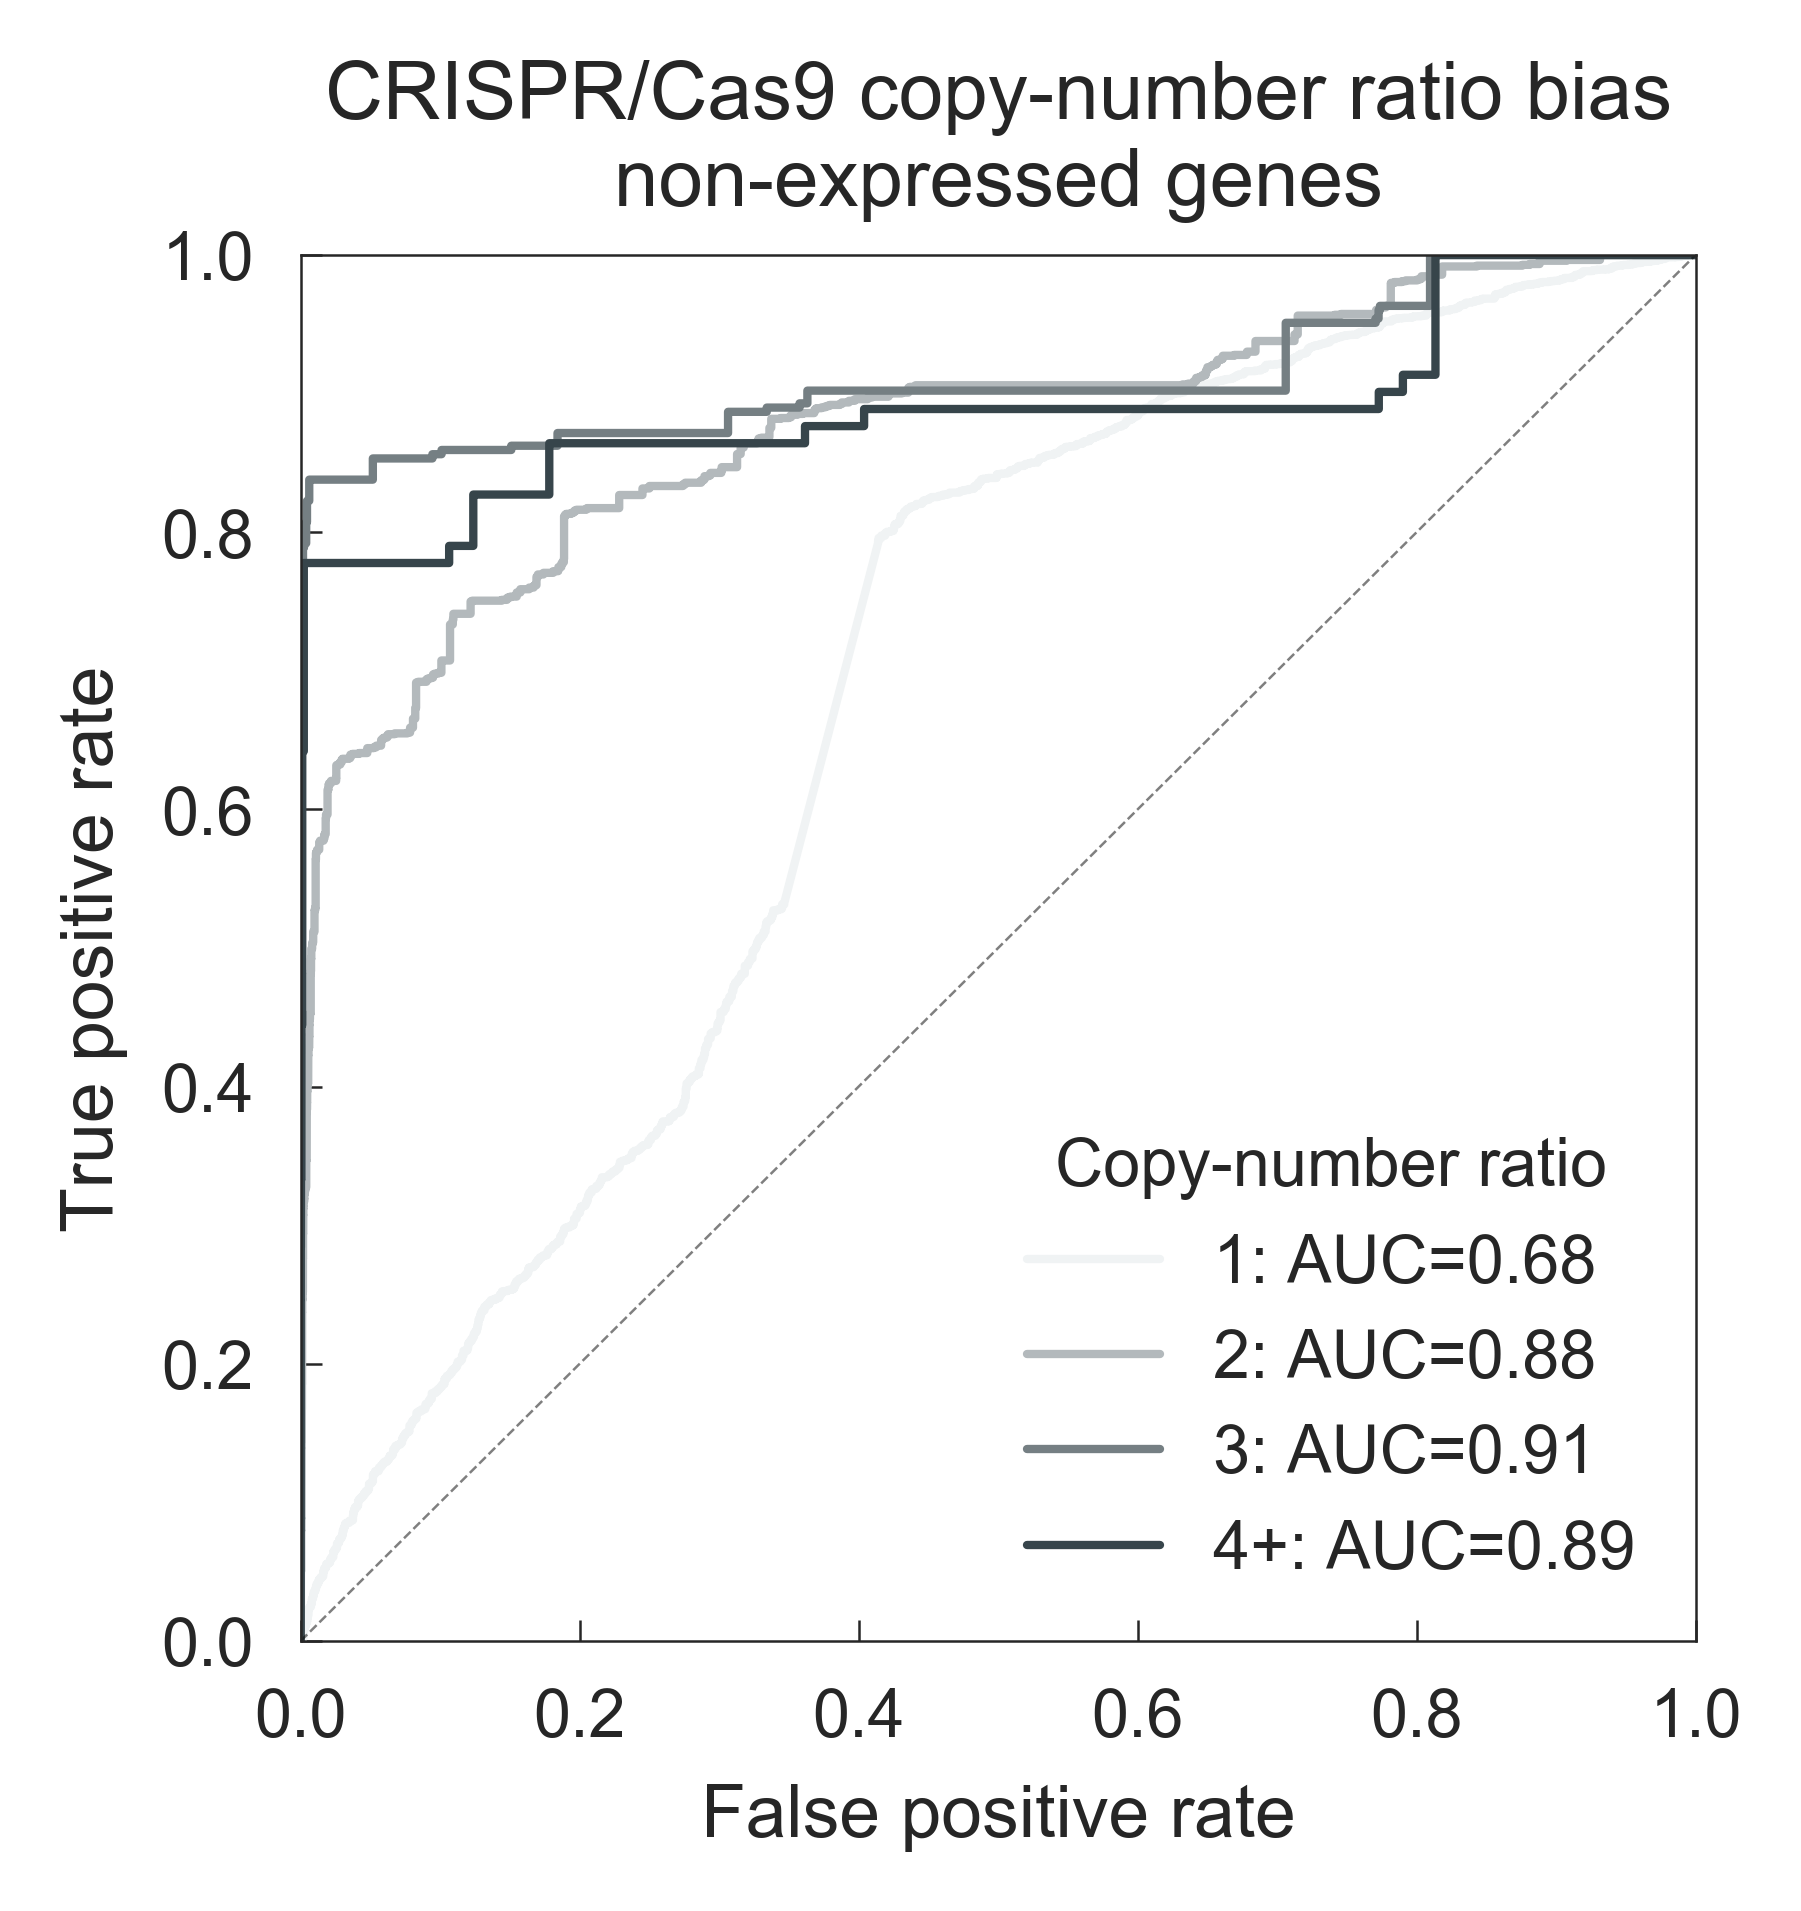 CRISPR/Cas9 copy-number ratio bias
non-expressed genes
1.0
0.8
0.6
0.4
0.2
0.0
True positive rate
Copy-number ratio
1: AUC=0.68
2: AUC=0.88
3: AUC=0.91
4+: AUC=0.89
0.0 0.2 0.4 0.6 0.8 1.0
False positive rate